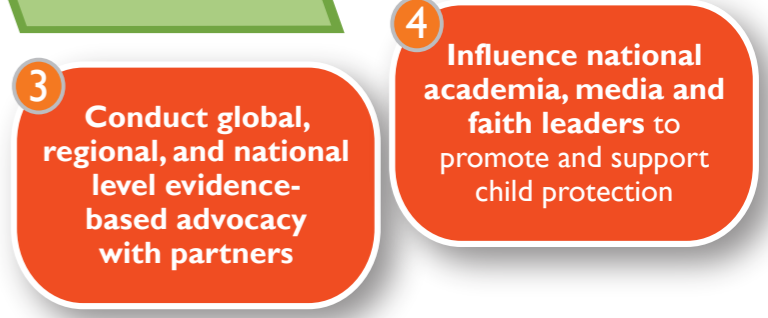 3
Conduct global,
regional, and national
level evidence-
based advocacy
with partners
4
Influence national
academia, media and
faith leaders to
promote and support
child protection